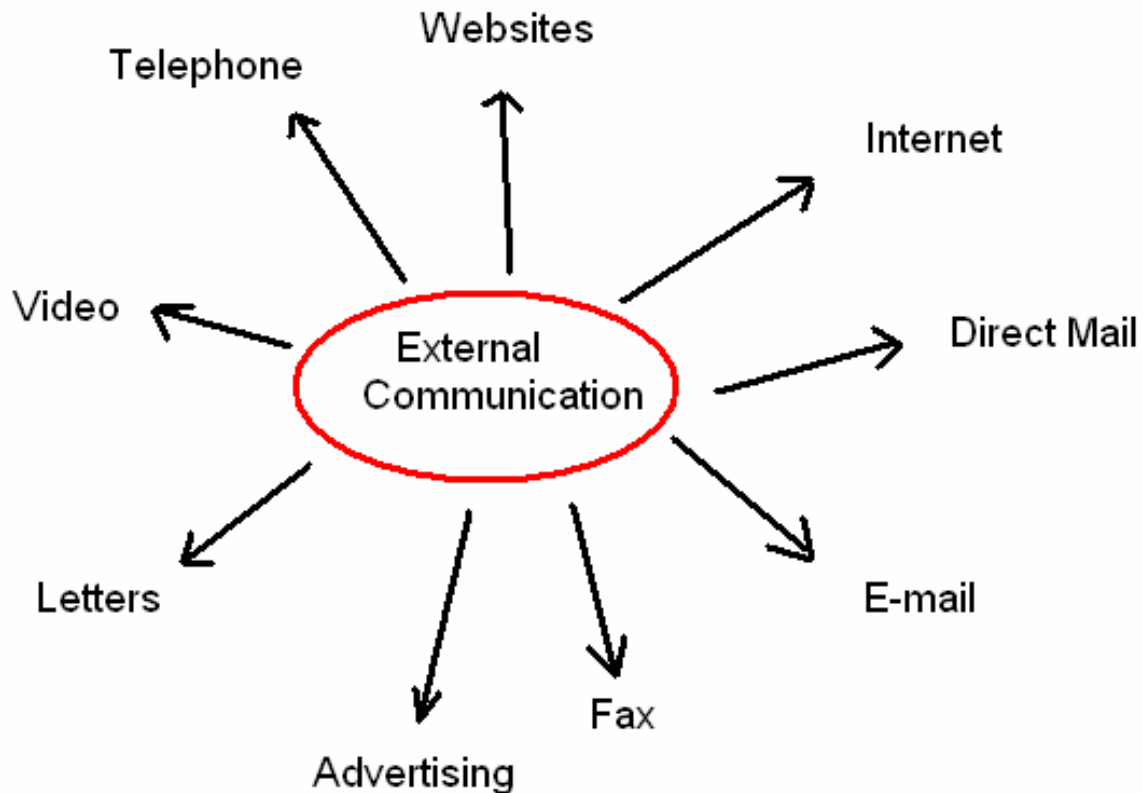 Websites
Telephone
Internet
Video
External
Communication
Direct Mail
Letters
E-mail
Fax
Advertising